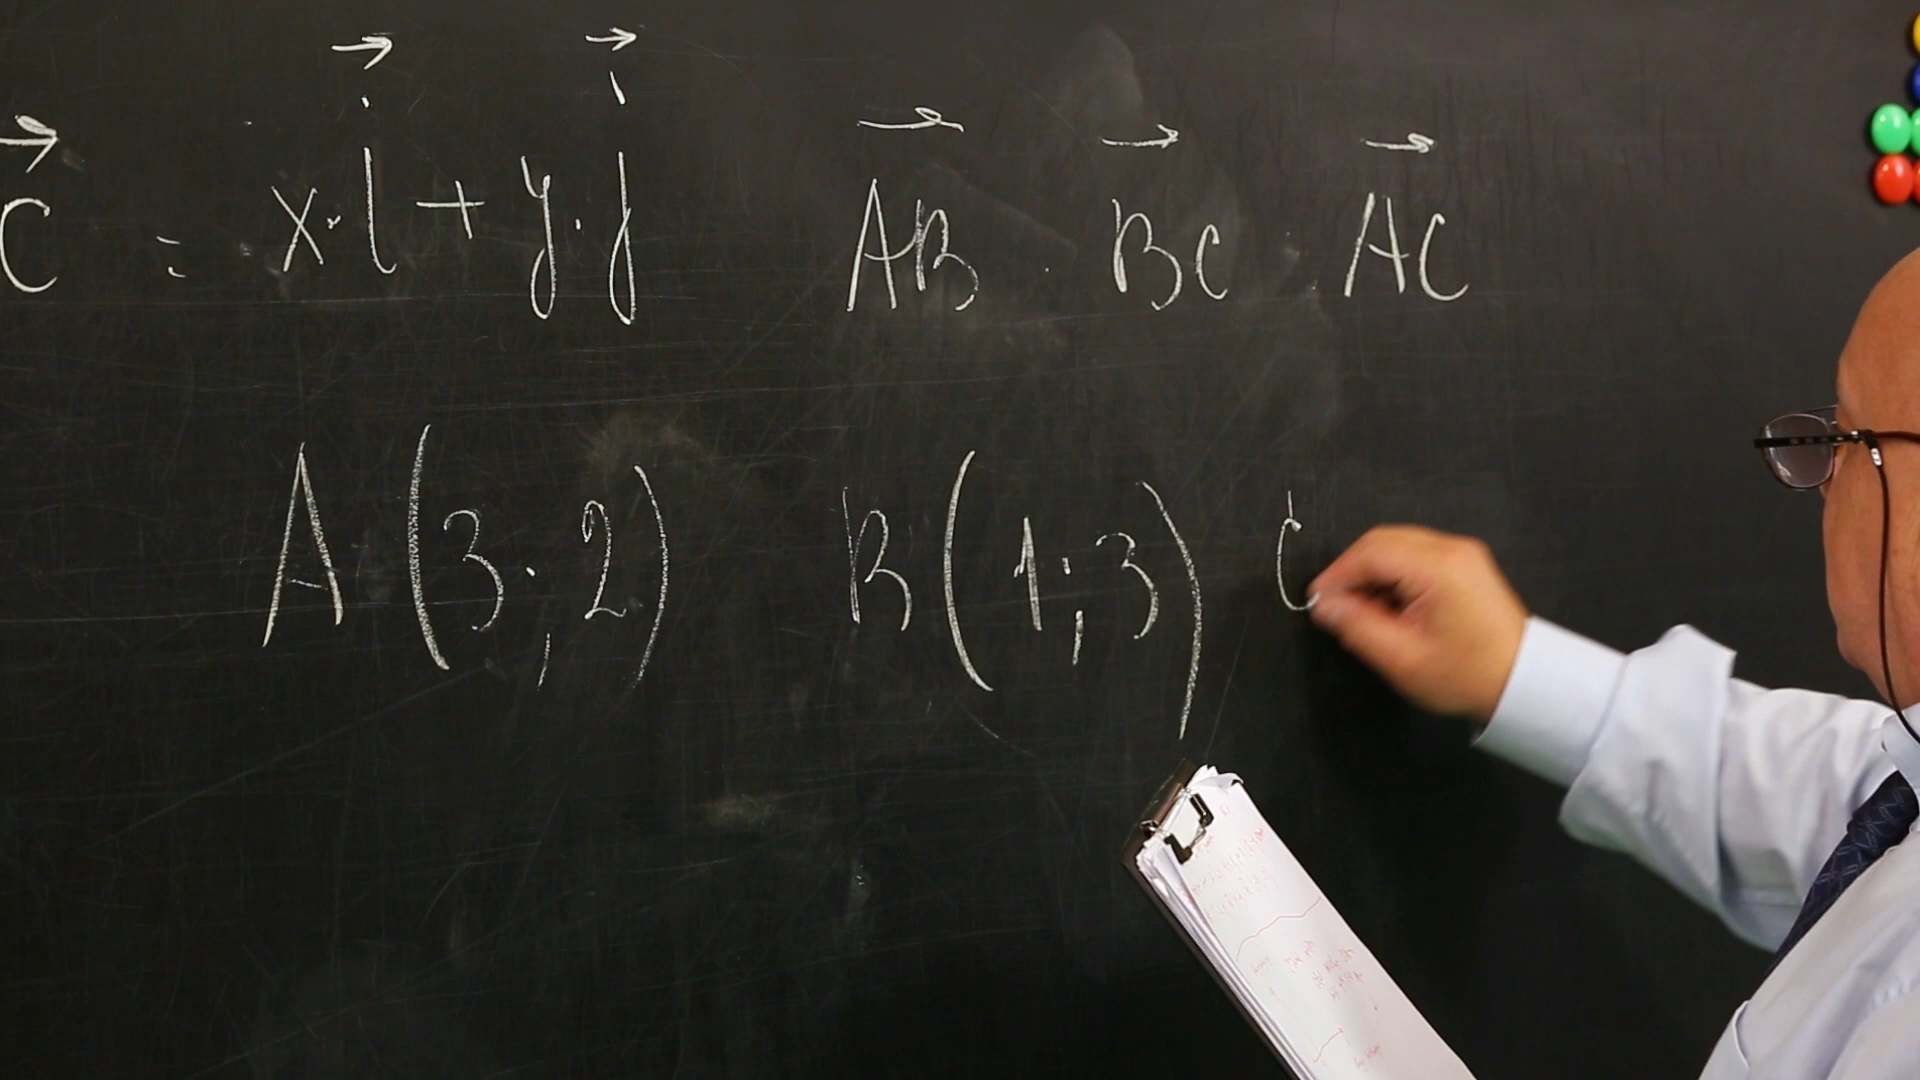 C⃗ = x·i⃗ + y·j⃗ AB⃗ . BC⃗ . AC⃗
A(3;2) B(1;3) C